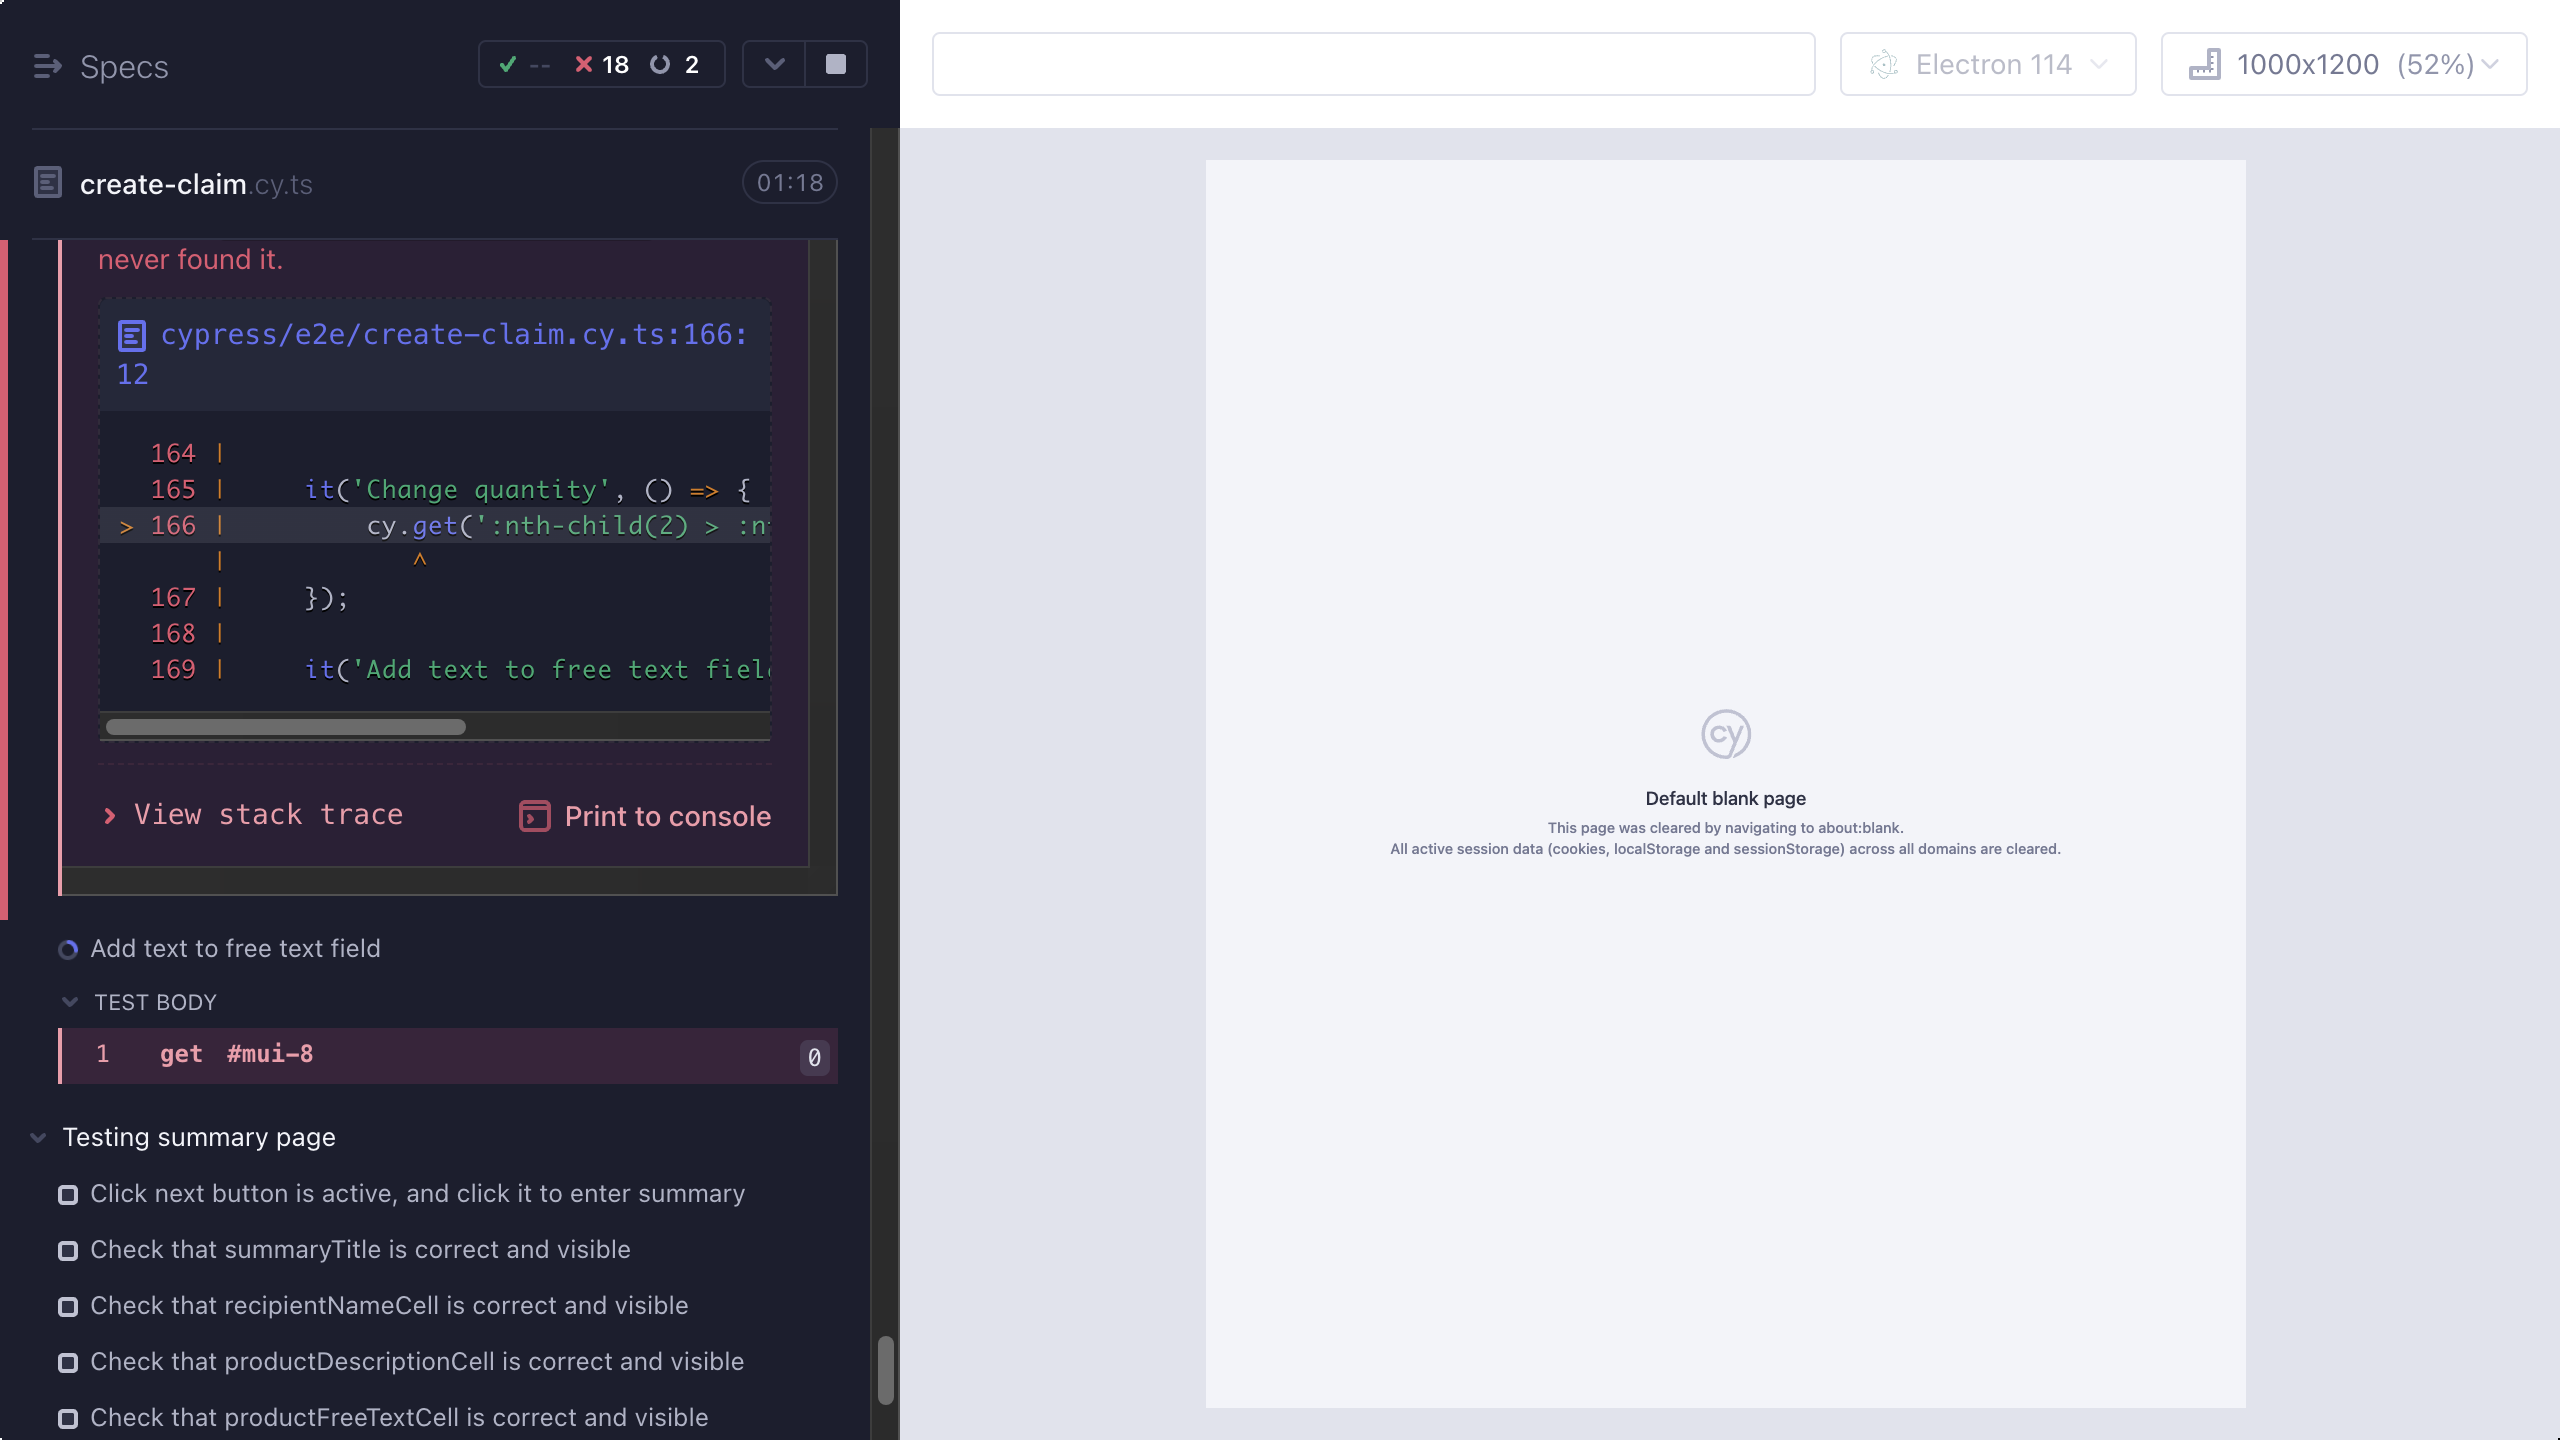 Specs
-- 18 2
create-claim.cy.ts 01:18
never found it.
cypress/e2e/create-claim.cy.ts:166:
12
164 |
165 | it('Change quantity', () => {
> 166 | cy.get(':nth-child(2) > :n
| ^
167 | });
168 |
169 | it('Add text to free text fiel
View stack trace Print to console
Add text to free text field
TEST BODY
1 get #mui-8 0
Testing summary page
Click next button is active, and click it to enter summary
Check that summaryTitle is correct and visible
Check that recipientNameCell is correct and visible
Check that productDescriptionCell is correct and visible
Check that productFreeTextCell is correct and visible
Electron 114
1000x1200 (52%)
cy
Default blank page
This page was cleared by navigating to about:blank.
All active session data (cookies, localStorage and sessionStorage) across all domains are cleared.